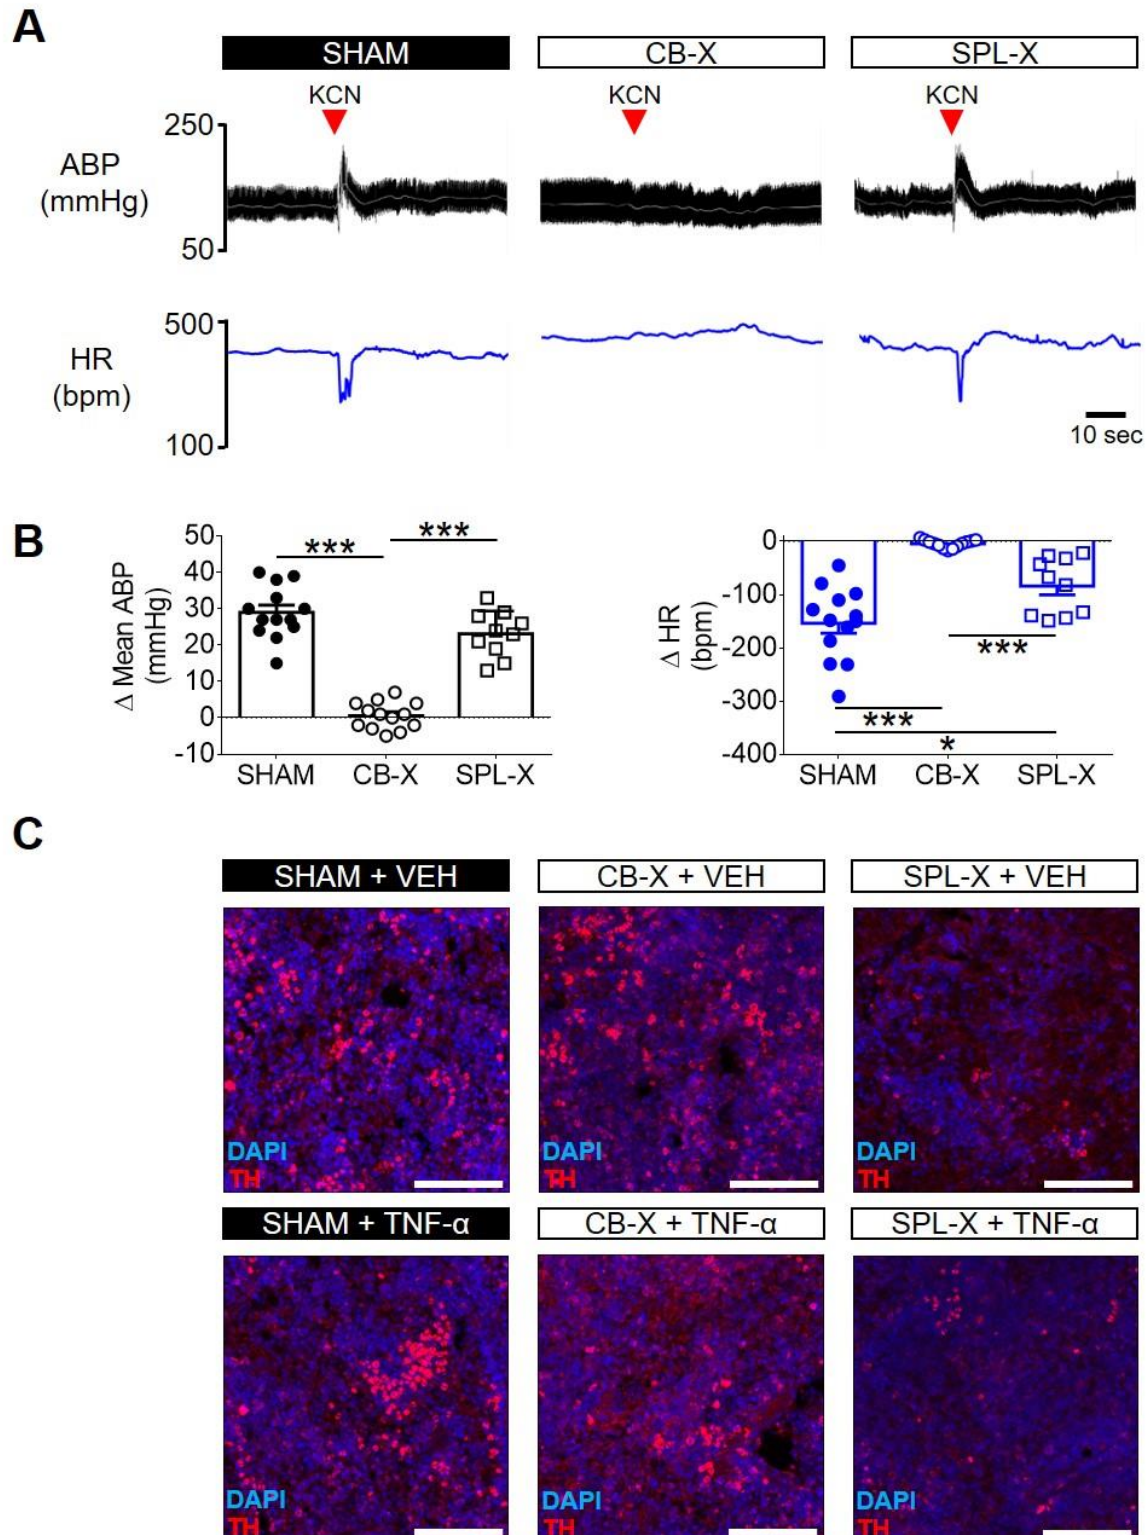 A
SHAM
CB-X
SPL-X
KCN
KCN
KCN
250
ABP
(mmHg)
50
500
HR
(bpm)
100
10 sec
B
50
40
30
20
10
0
-10
Δ Mean ABP
(mmHg)
***
***
SHAM
CB-X
SPL-X
0
-100
-200
-300
-400
Δ HR
(bpm)
***
***
*
SHAM
CB-X
SPL-X
C
SHAM + VEH
CB-X + VEH
SPL-X + VEH
DAPI
TH
DAPI
TH
DAPI
TH
SHAM + TNF-α
CB-X + TNF-α
SPL-X + TNF-α
DAPI
TH
DAPI
TH
DAPI
TH